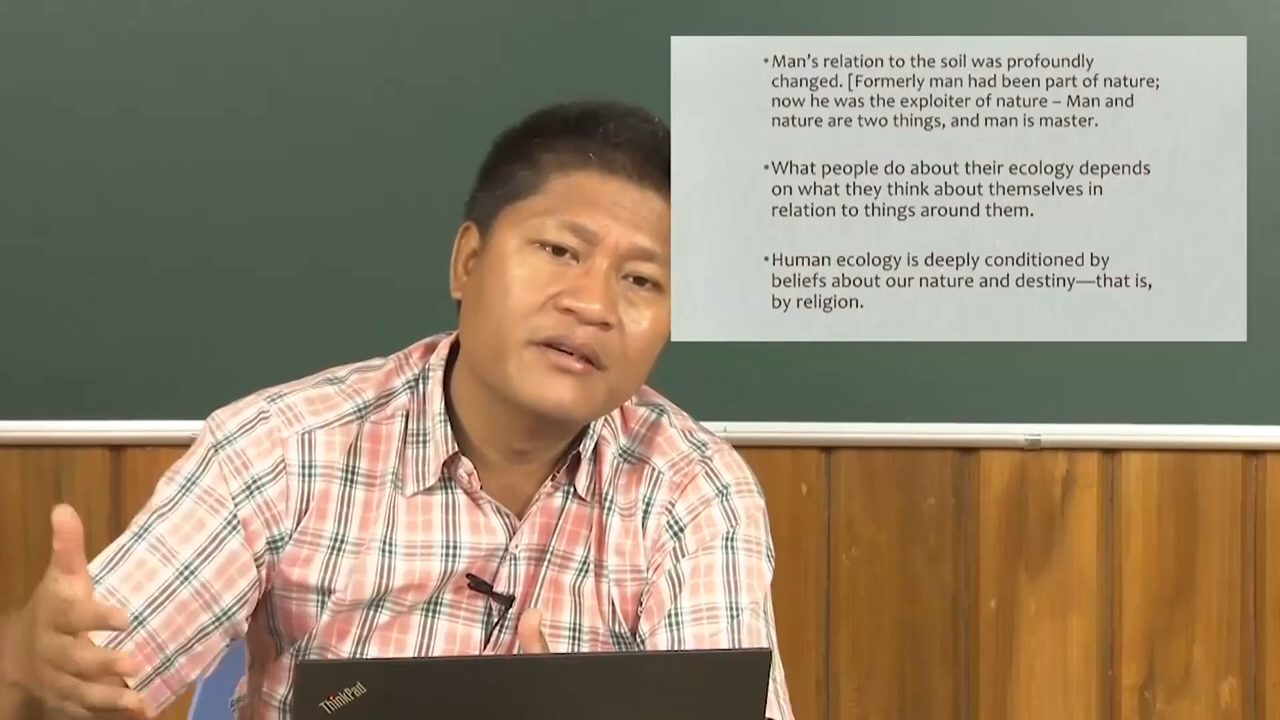 •Man's relation to the soil was profoundly
changed. [Formerly man had been part of nature;
now he was the exploiter of nature – Man and
nature are two things, and man is master.
•What people do about their ecology depends
on what they think about themselves in
relation to things around them.
•Human ecology is deeply conditioned by
beliefs about our nature and destiny—that is,
by religion.
ThinkPad